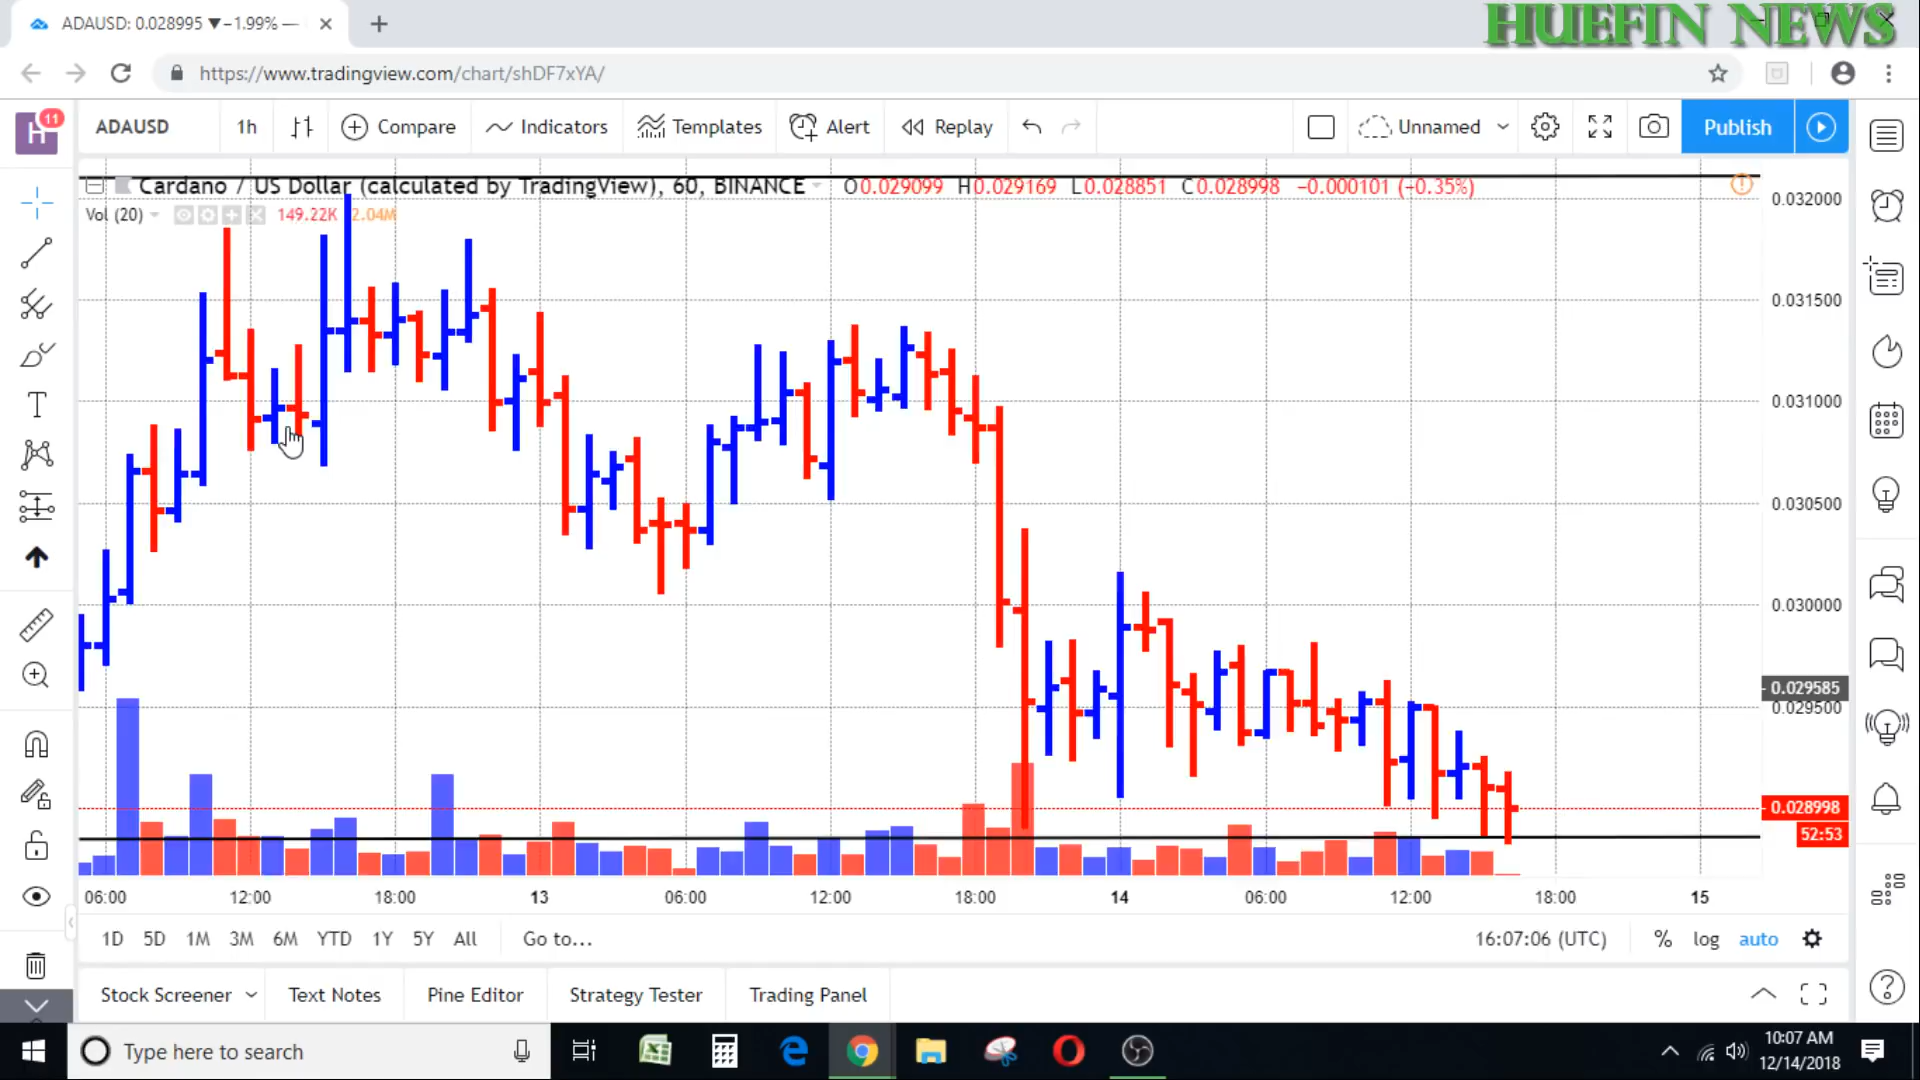 HUEFIN NEWS
ADAUSD: 0.028995 ▼−1.99% —
https://www.tradingview.com/chart/shDF7xYA/
H 11
ADAUSD 1h Compare Indicators Templates Alert Replay Unnamed Publish
Cardano / US Dollar (calculated by TradingView), 60, BINANCE O0.029099 H0.029169 L0.028851 C0.028998 −0.000101 (−0.35%)
Vol (20) 149.22K 2.04M
0.032000
0.031500
0.031000
0.030500
0.030000
0.029585
0.029500
0.028998
52:53
06:00 12:00 18:00 13 06:00 12:00 18:00 14 06:00 12:00 18:00 15
1D 5D 1M 3M 6M YTD 1Y 5Y All Go to... 16:07:06 (UTC) % log auto
Stock Screener Text Notes Pine Editor Strategy Tester Trading Panel
Type here to search
10:07 AM
12/14/2018